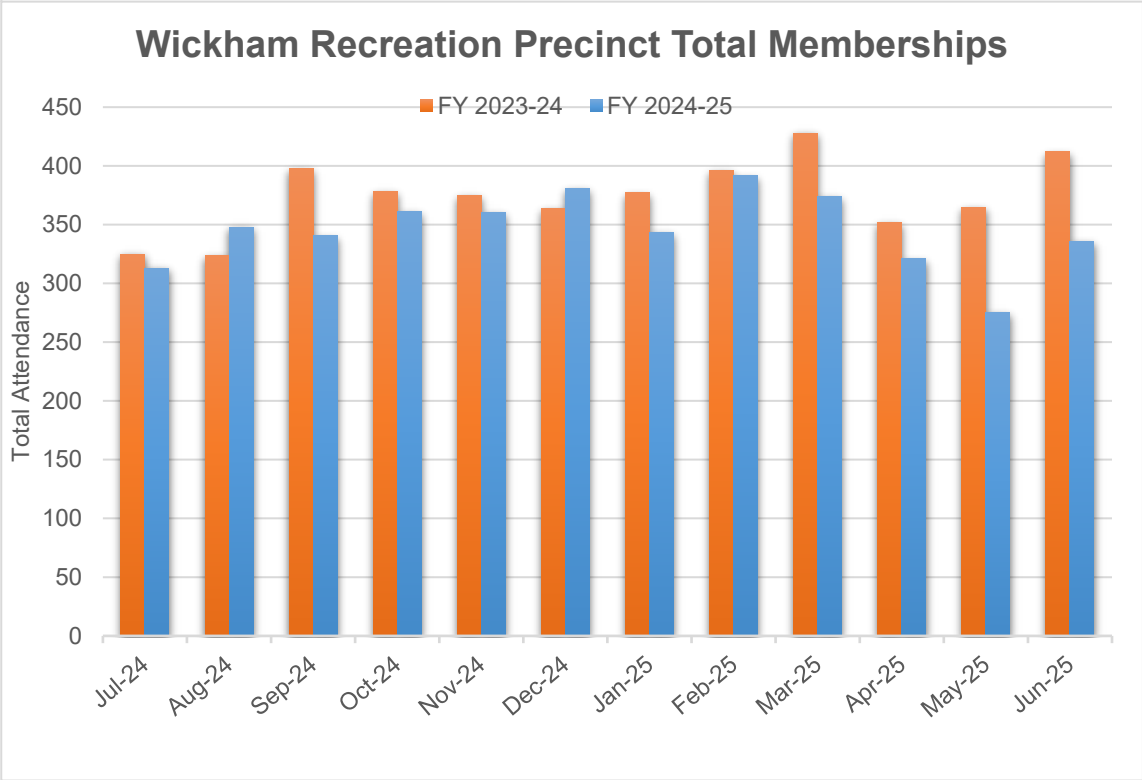 Wickham Recreation Precinct Total Memberships
FY 2023-24 FY 2024-25
Total Attendance
450
400
350
300
250
200
150
100
50
0
Jul-24 Aug-24 Sep-24 Oct-24 Nov-24 Dec-24 Jan-25 Feb-25 Mar-25 Apr-25 May-25 Jun-25